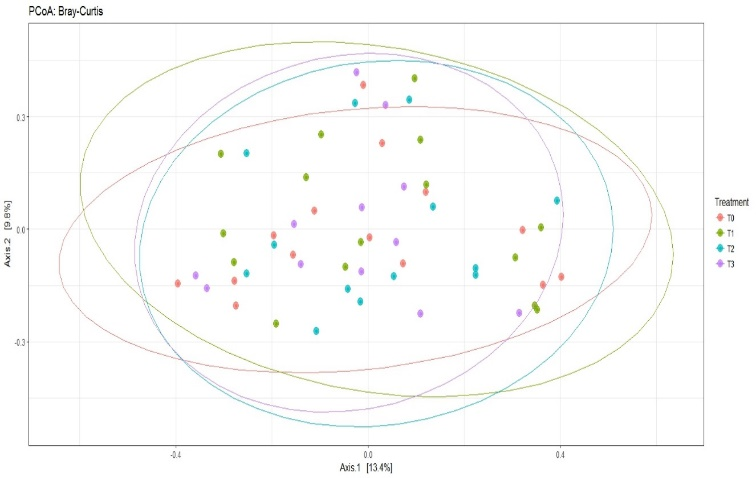 PCoA: Bray-Curtis
0.3
0.0
-0.3
Axis.2 [9.8%]
-0.4
0.0
0.4
Axis.1 [13.4%]
Treatment
T0
T1
T2
T3